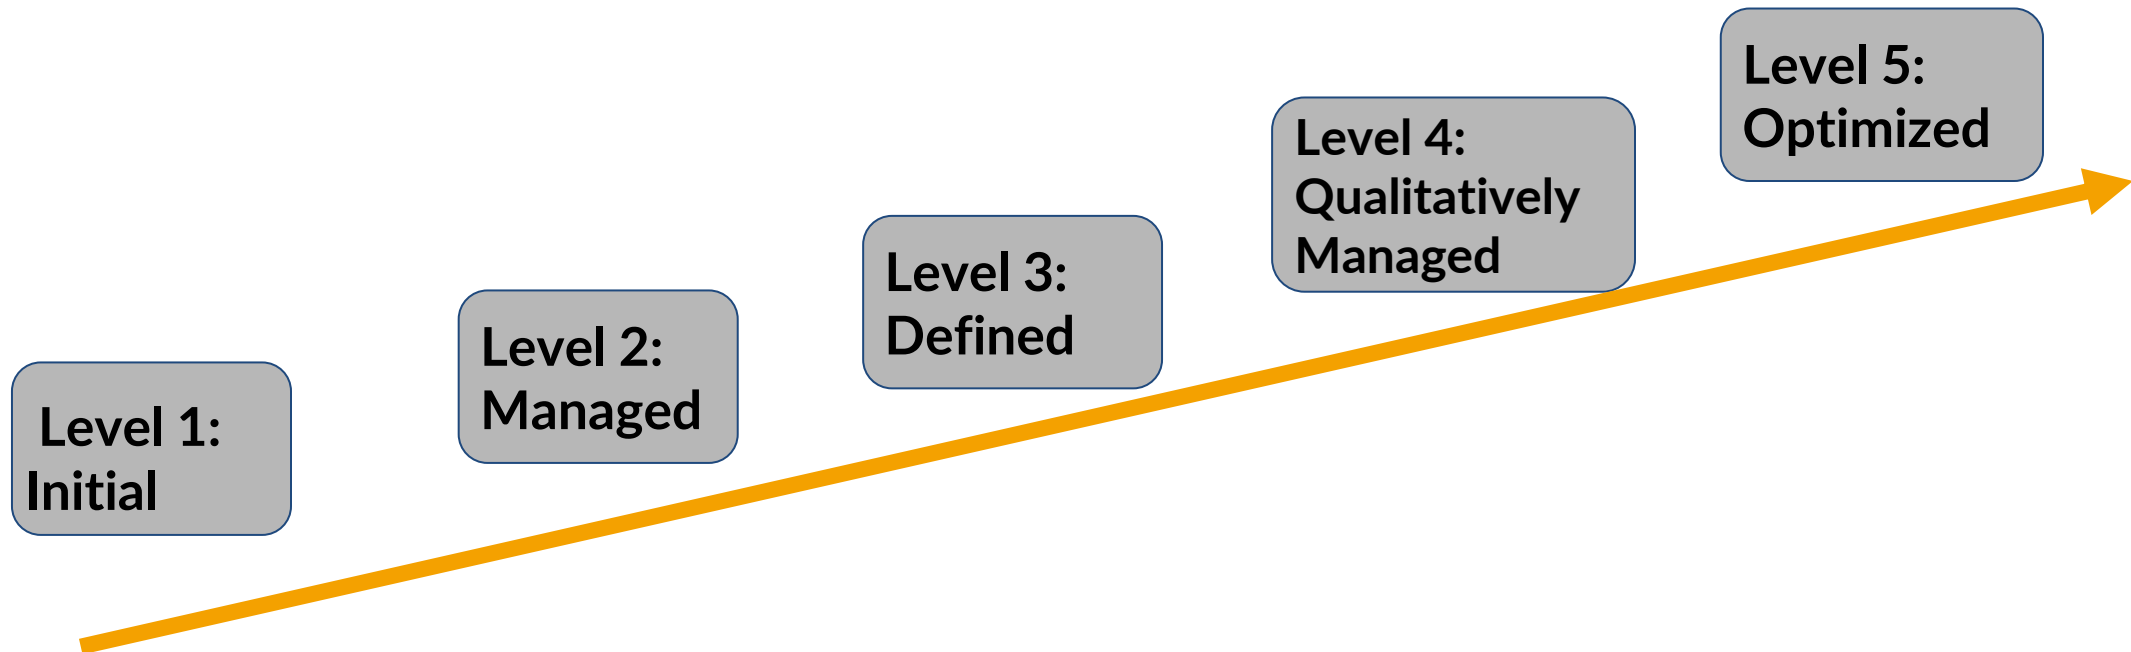 Level 1:
Initial
Level 2:
Managed
Level 3:
Defined
Level 4:
Qualitatively
Managed
Level 5:
Optimized